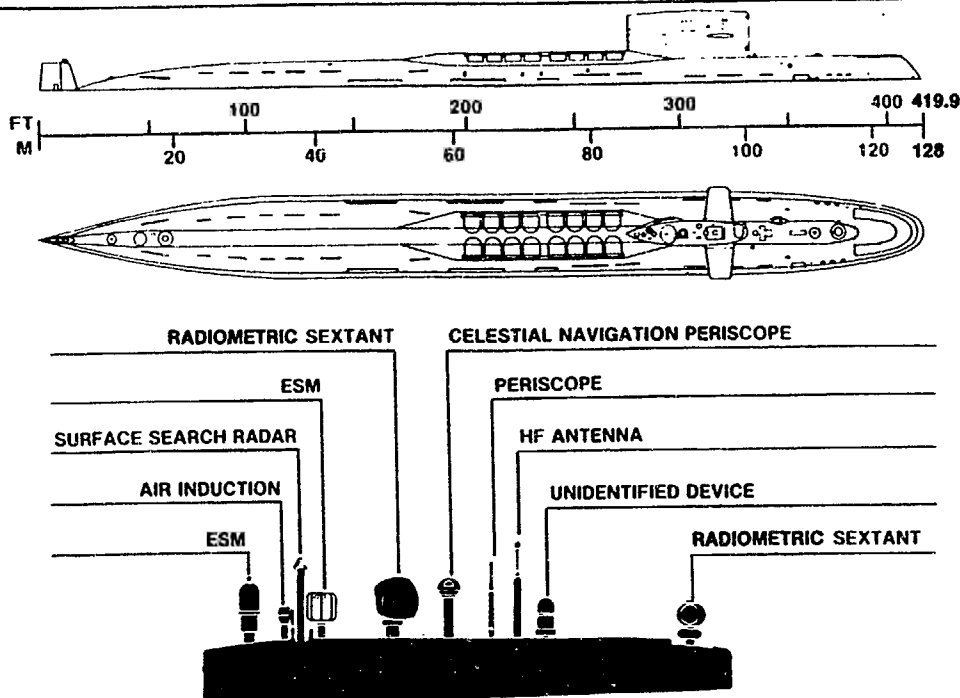 100 200 300 400 419.9
FT
M
20 40 60 80 100 120 128
RADIOMETRIC SEXTANT CELESTIAL NAVIGATION PERISCOPE
ESM PERISCOPE
SURFACE SEARCH RADAR HF ANTENNA
AIR INDUCTION UNIDENTIFIED DEVICE
ESM RADIOMETRIC SEXTANT